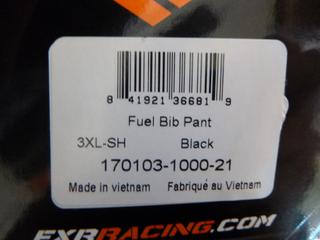 8 41921 36681 9
Fuel Bib Pant
3XL-SH Black
170103-1000-21
Made in vietnam Fabriqué au Vietnam
FXRRACING.COM